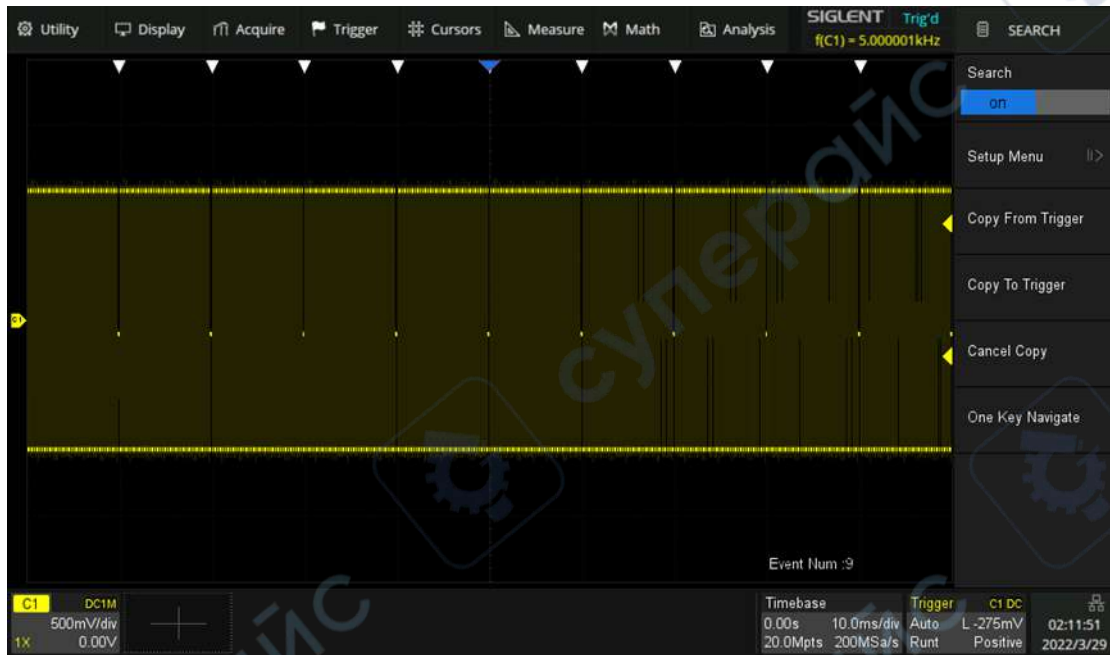 Utility Display Acquire Trigger Cursors Measure Math Analysis
SIGLENT Trig'd
f(C1) = 5.000001kHz
SEARCH
Search
on
Setup Menu
Copy From Trigger
Copy To Trigger
Cancel Copy
One Key Navigate
суперайс
Event Num :9
C1 DC1M
500mV/div
1X 0.00V
Timebase
0.00s 10.0ms/div
20.0Mpts 200MSa/s
Trigger C1 DC
Auto L -275mV
Runt Positive
02:11:51
2022/3/29